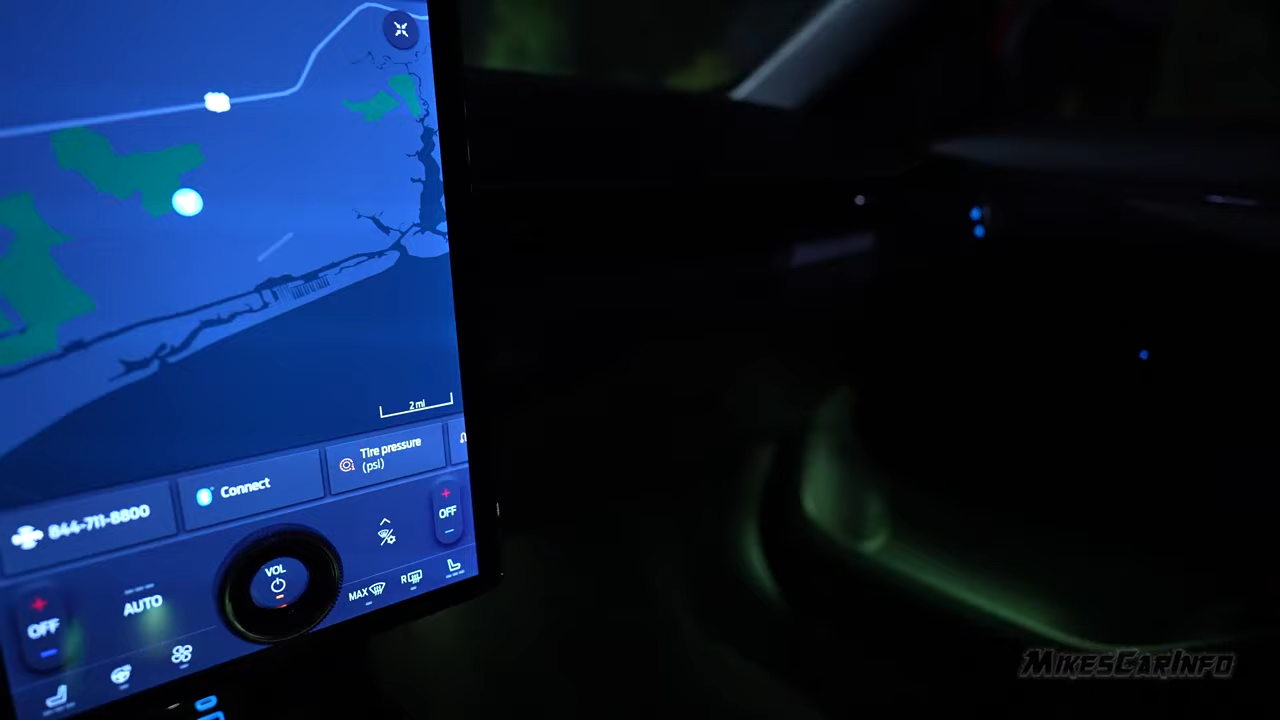 2 mi
Tire pressure
(psi)
Connect
844-711-8800
OFF
VOL
AUTO
MAX
R
OFF
MIKESCARINFO